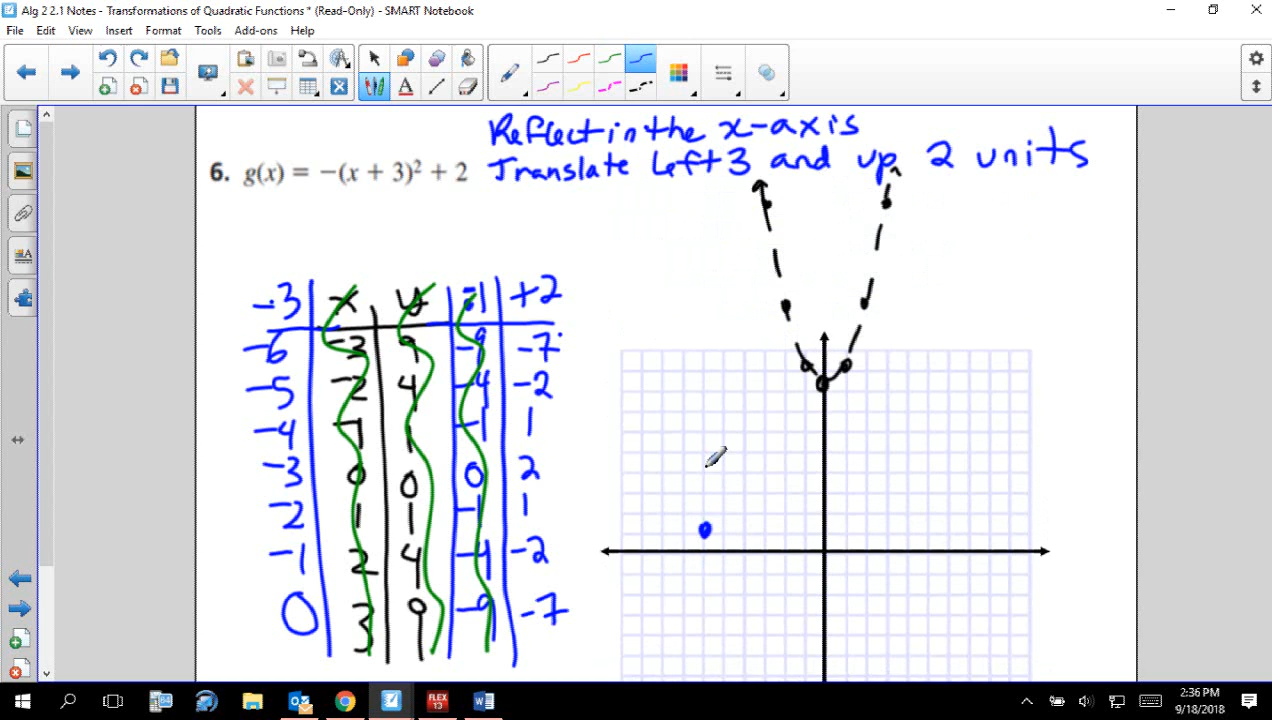 Alg 2 2.1 Notes - Transformations of Quadratic Functions * (Read-Only) - SMART Notebook
File Edit View Insert Format Tools Add-ons Help
Reflect in the x-axis
6. g(x) = −(x + 3)² + 2 Translate Left 3 and up 2 units
-3 x y -1 +2
-6 -3 9 -9 -7
-5 -2 4 -4 -2
-4 -1 1 -1 1
-3 0 0 0 2
-2 1 1 -1 1
-1 2 4 -4 -2
0 3 9 -9 -7
FLEX
13
2:36 PM
9/18/2018